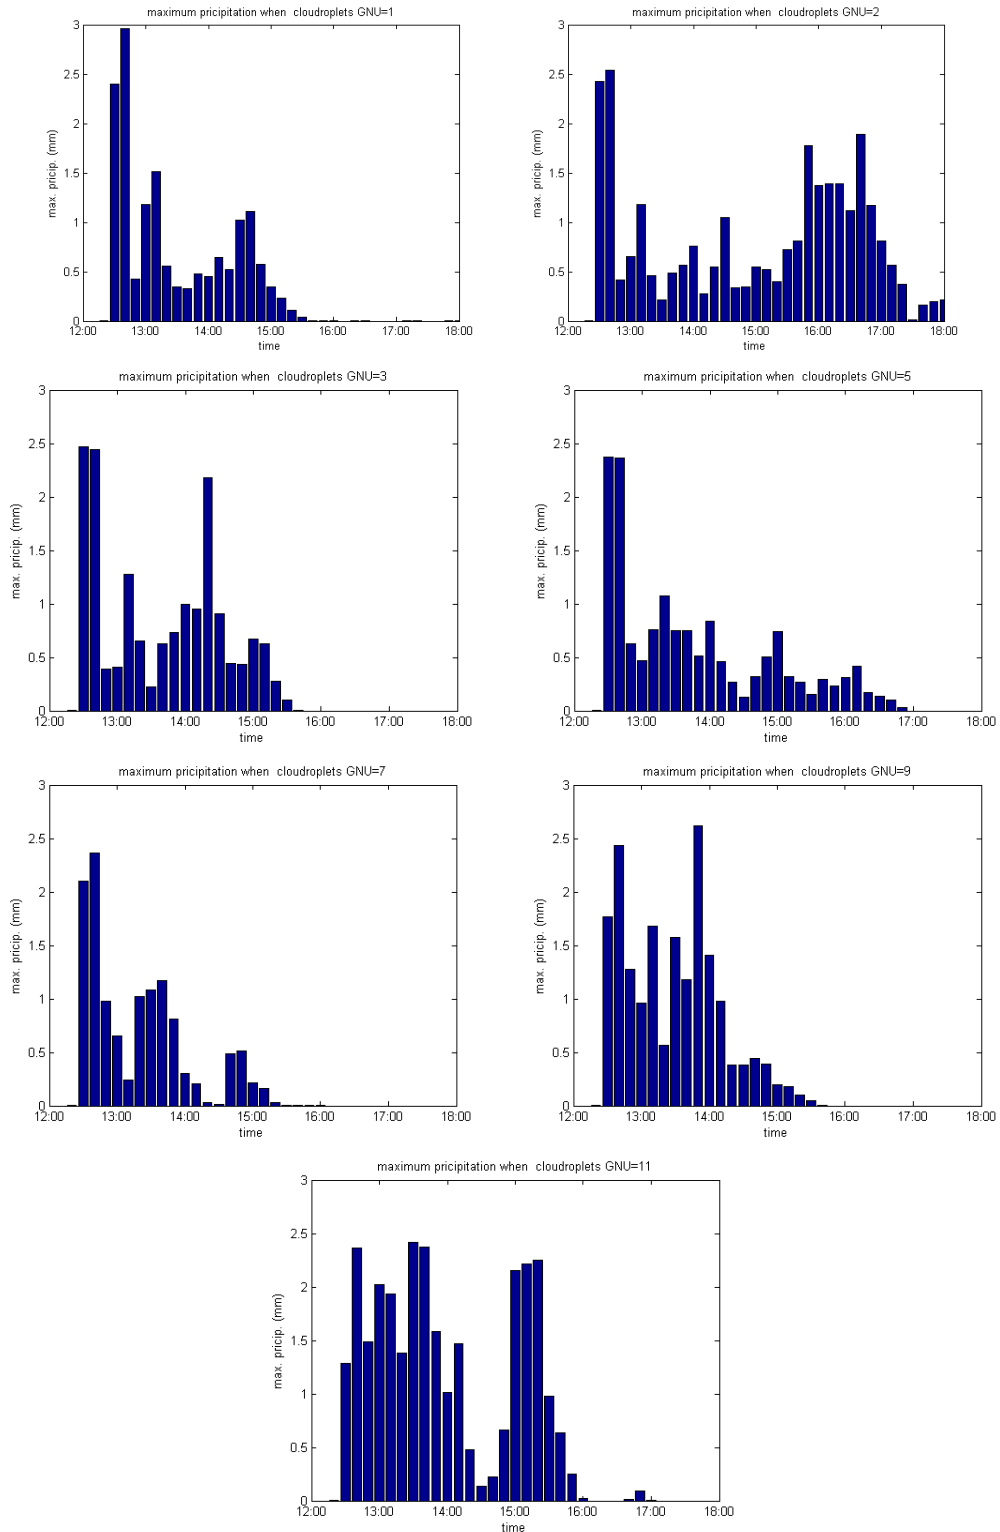 maximum pricipitation when cloudroplets GNU=1
3
2.5
2
1.5
1
0.5
0
max. pricip. (mm)
12:00 13:00 14:00 15:00 16:00 17:00 18:00
time
maximum pricipitation when cloudroplets GNU=2
3
2.5
2
1.5
1
0.5
0
max. pricip. (mm)
12:00 13:00 14:00 15:00 16:00 17:00 18:00
time
maximum pricipitation when cloudroplets GNU=3
3
2.5
2
1.5
1
0.5
0
max. pricip. (mm)
12:00 13:00 14:00 15:00 16:00 17:00 18:00
time
maximum pricipitation when cloudroplets GNU=5
3
2.5
2
1.5
1
0.5
0
max. pricip. (mm)
12:00 13:00 14:00 15:00 16:00 17:00 18:00
time
maximum pricipitation when cloudroplets GNU=7
3
2.5
2
1.5
1
0.5
0
max. pricip. (mm)
12:00 13:00 14:00 15:00 16:00 17:00 18:00
time
maximum pricipitation when cloudroplets GNU=9
3
2.5
2
1.5
1
0.5
0
max. pricip. (mm)
12:00 13:00 14:00 15:00 16:00 17:00 18:00
time
maximum pricipitation when cloudroplets GNU=11
3
2.5
2
1.5
1
0.5
0
max. pricip. (mm)
12:00 13:00 14:00 15:00 16:00 17:00 18:00
time